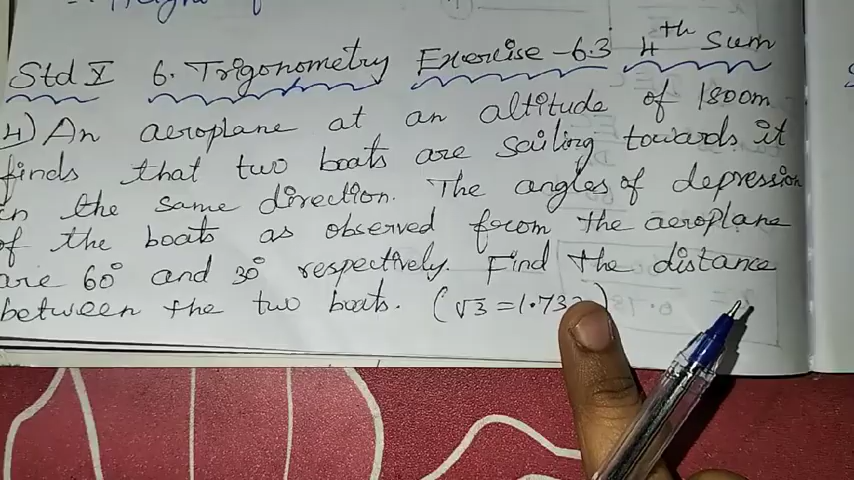 Std X 6. Trigonometry Exercise-6.3 4th Sum
4) An aeroplane at an altitude of 1800m
finds that two boats are sailing towards it
in the same direction. The angles of depression
of the boats as observed from the aeroplane
are 60° and 30° respectively. Find the distance
between the two boats. (√3 = 1.732)